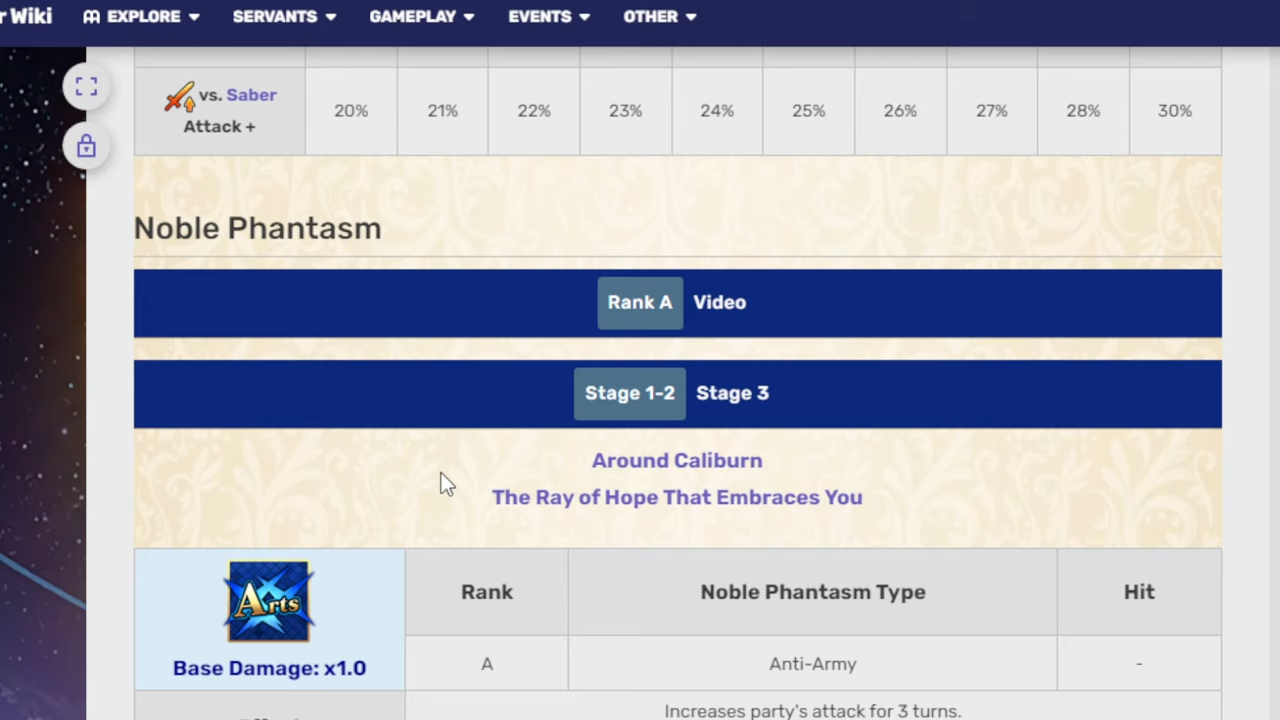 r Wiki EXPLORE SERVANTS GAMEPLAY EVENTS OTHER
vs. Saber
Attack +
20% 21% 22% 23% 24% 25% 26% 27% 28% 30%
Noble Phantasm
Rank A Video
Stage 1-2 Stage 3
Around Caliburn
The Ray of Hope That Embraces You
Arts
Base Damage: x1.0
Rank Noble Phantasm Type Hit
A Anti-Army -
Increases party's attack for 3 turns.